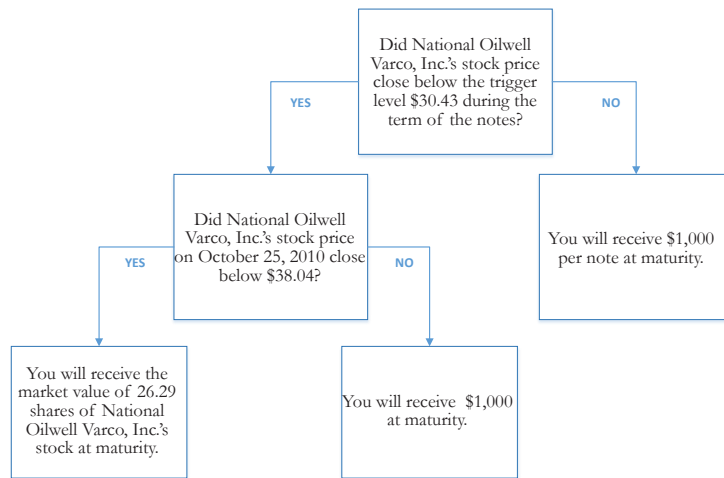 Did National Oilwell
Varco, Inc.'s stock price
close below the trigger
level $30.43 during the
term of the notes?
YES
NO
Did National Oilwell
Varco, Inc.'s stock price
on October 25, 2010 close
below $38.04?
You will receive $1,000
per note at maturity.
YES
NO
You will receive the
market value of 26.29
shares of National
Oilwell Varco, Inc.'s
stock at maturity.
You will receive $1,000
at maturity.